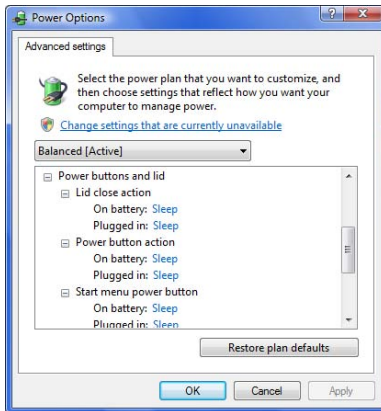 Power Options
Advanced settings
Select the power plan that you want to customize, and
then choose settings that reflect how you want your
computer to manage power.
Change settings that are currently unavailable
Balanced [Active]
Power buttons and lid
Lid close action
On battery: Sleep
Plugged in: Sleep
Power button action
On battery: Sleep
Plugged in: Sleep
Start menu power button
On battery: Sleep
Plugged in: Sleep
Restore plan defaults
OK
Cancel
Apply